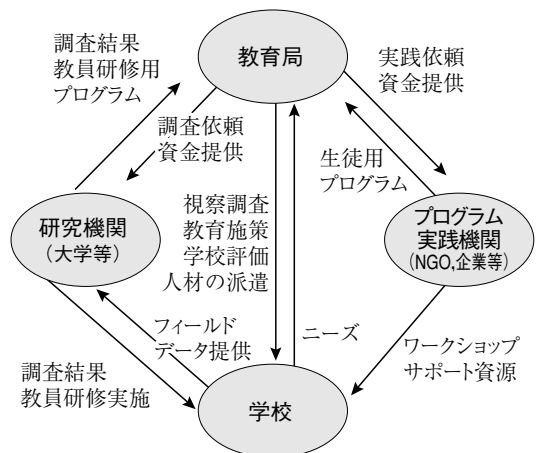 調査結果
教員研修用
プログラム
教育局
実践依頼
資金提供
調査依頼
資金提供
生徒用
プログラム
研究機関
（大学等）
視察調査
教育施策
学校評価
人材の派遣
プログラム
実践機関
(NGO,企業等)
フィールド
データ提供
ニーズ
ワークショップ
サポート資源
調査結果
教員研修実施
学校